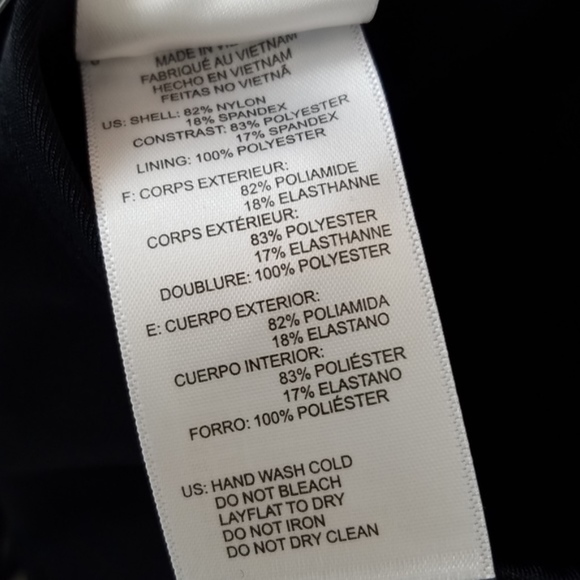 MADE IN VIETNAM
FABRIQUÉ AU VIETNAM
HECHO EN VIETNAM
FEITAS NO VIETNÃ
US: SHELL: 82% NYLON
18% SPANDEX
CONSTRAST: 83% POLYESTER
17% SPANDEX
LINING: 100% POLYESTER
F: CORPS EXTERIEUR:
82% POLIAMIDE
18% ELASTHANNE
CORPS EXTÉRIEUR:
83% POLYESTER
17% ELASTHANNE
DOUBLURE: 100% POLYESTER
E: CUERPO EXTERIOR:
82% POLIAMIDA
18% ELASTANO
CUERPO INTERIOR:
83% POLIÉSTER
17% ELASTANO
FORRO: 100% POLIÉSTER
US: HAND WASH COLD
DO NOT BLEACH
LAYFLAT TO DRY
DO NOT IRON
DO NOT DRY CLEAN